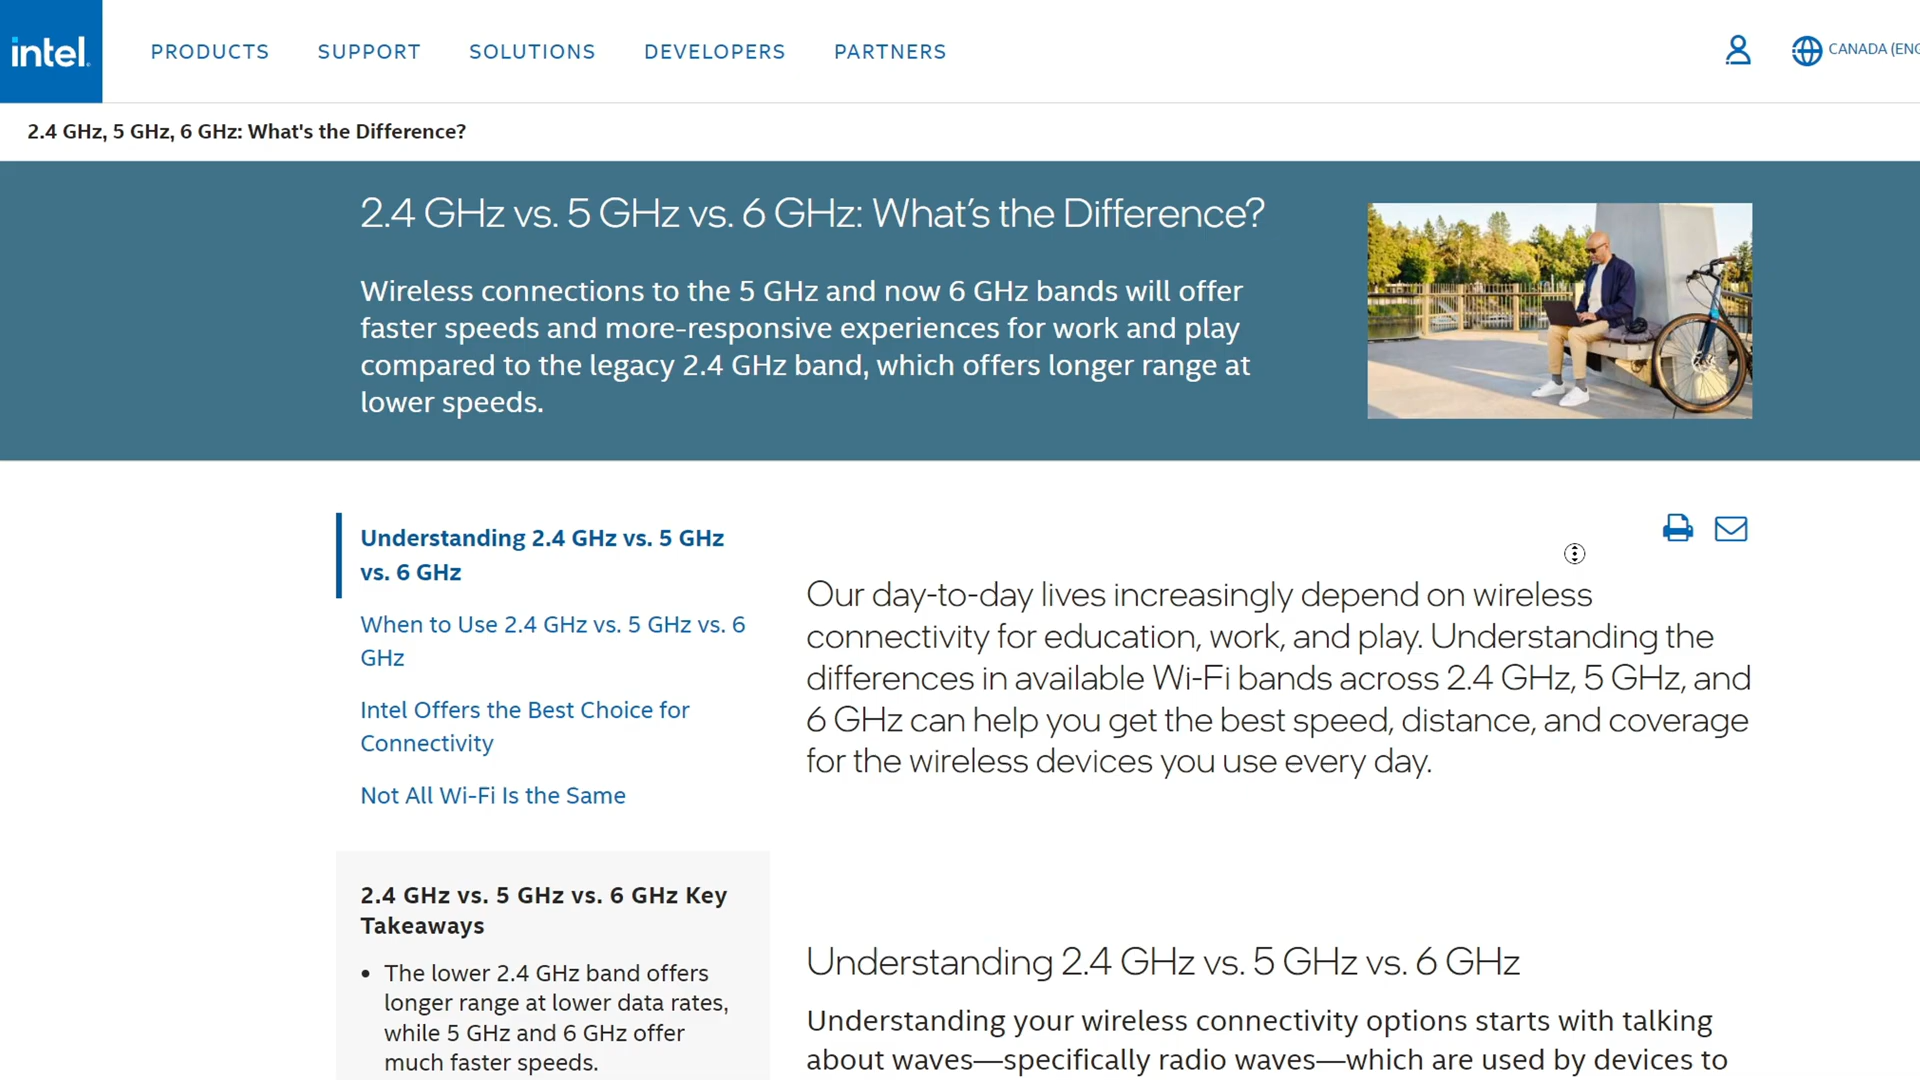 intel.
PRODUCTS
SUPPORT
SOLUTIONS
DEVELOPERS
PARTNERS
CANADA (ENG
2.4 GHz, 5 GHz, 6 GHz: What's the Difference?
2.4 GHz vs. 5 GHz vs. 6 GHz: What’s the Difference?
Wireless connections to the 5 GHz and now 6 GHz bands will offer
faster speeds and more-responsive experiences for work and play
compared to the legacy 2.4 GHz band, which offers longer range at
lower speeds.
Understanding 2.4 GHz vs. 5 GHz
vs. 6 GHz
When to Use 2.4 GHz vs. 5 GHz vs. 6
GHz
Intel Offers the Best Choice for
Connectivity
Not All Wi-Fi Is the Same
2.4 GHz vs. 5 GHz vs. 6 GHz Key
Takeaways
• The lower 2.4 GHz band offers
longer range at lower data rates,
while 5 GHz and 6 GHz offer
much faster speeds.
Our day-to-day lives increasingly depend on wireless
connectivity for education, work, and play. Understanding the
differences in available Wi-Fi bands across 2.4 GHz, 5 GHz, and
6 GHz can help you get the best speed, distance, and coverage
for the wireless devices you use every day.
Understanding 2.4 GHz vs. 5 GHz vs. 6 GHz
Understanding your wireless connectivity options starts with talking
about waves—specifically radio waves—which are used by devices to